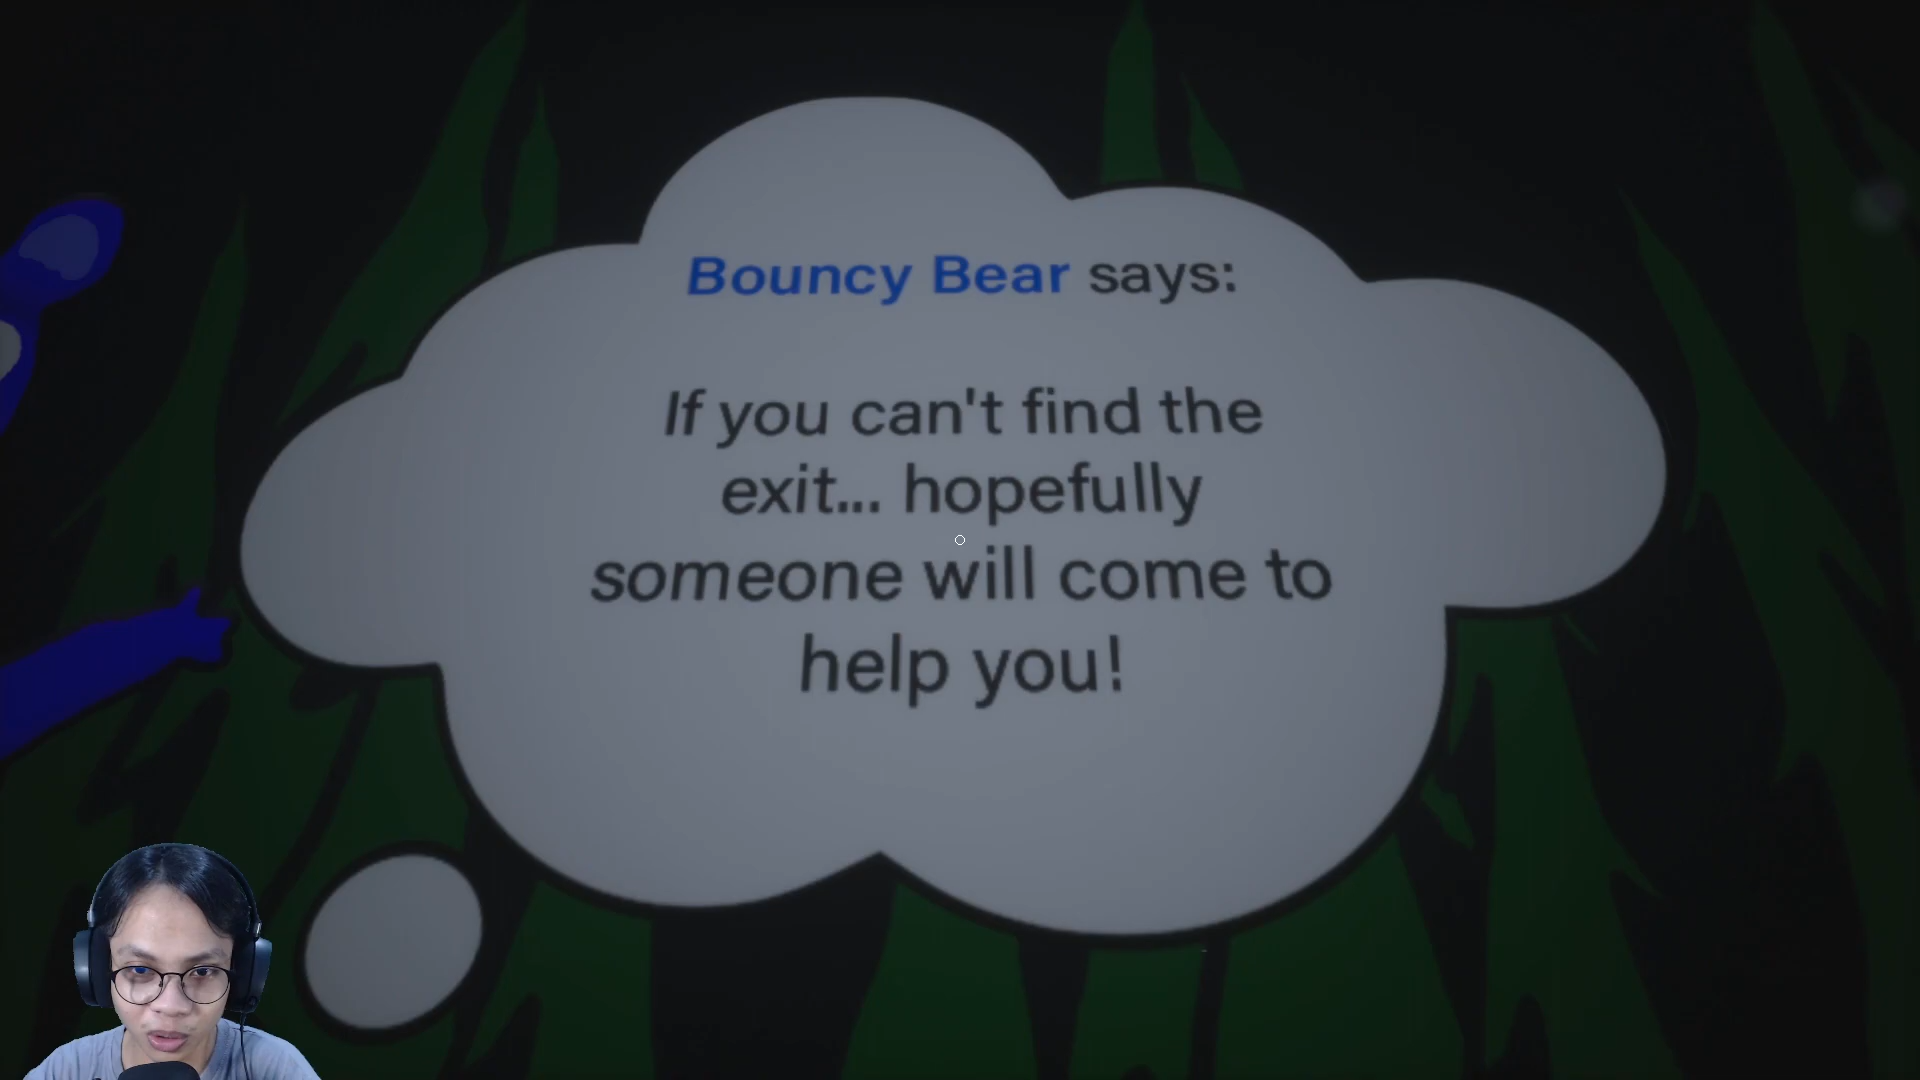 Bouncy Bear says:
If you can't find the
exit... hopefully
someone will come to
help you!